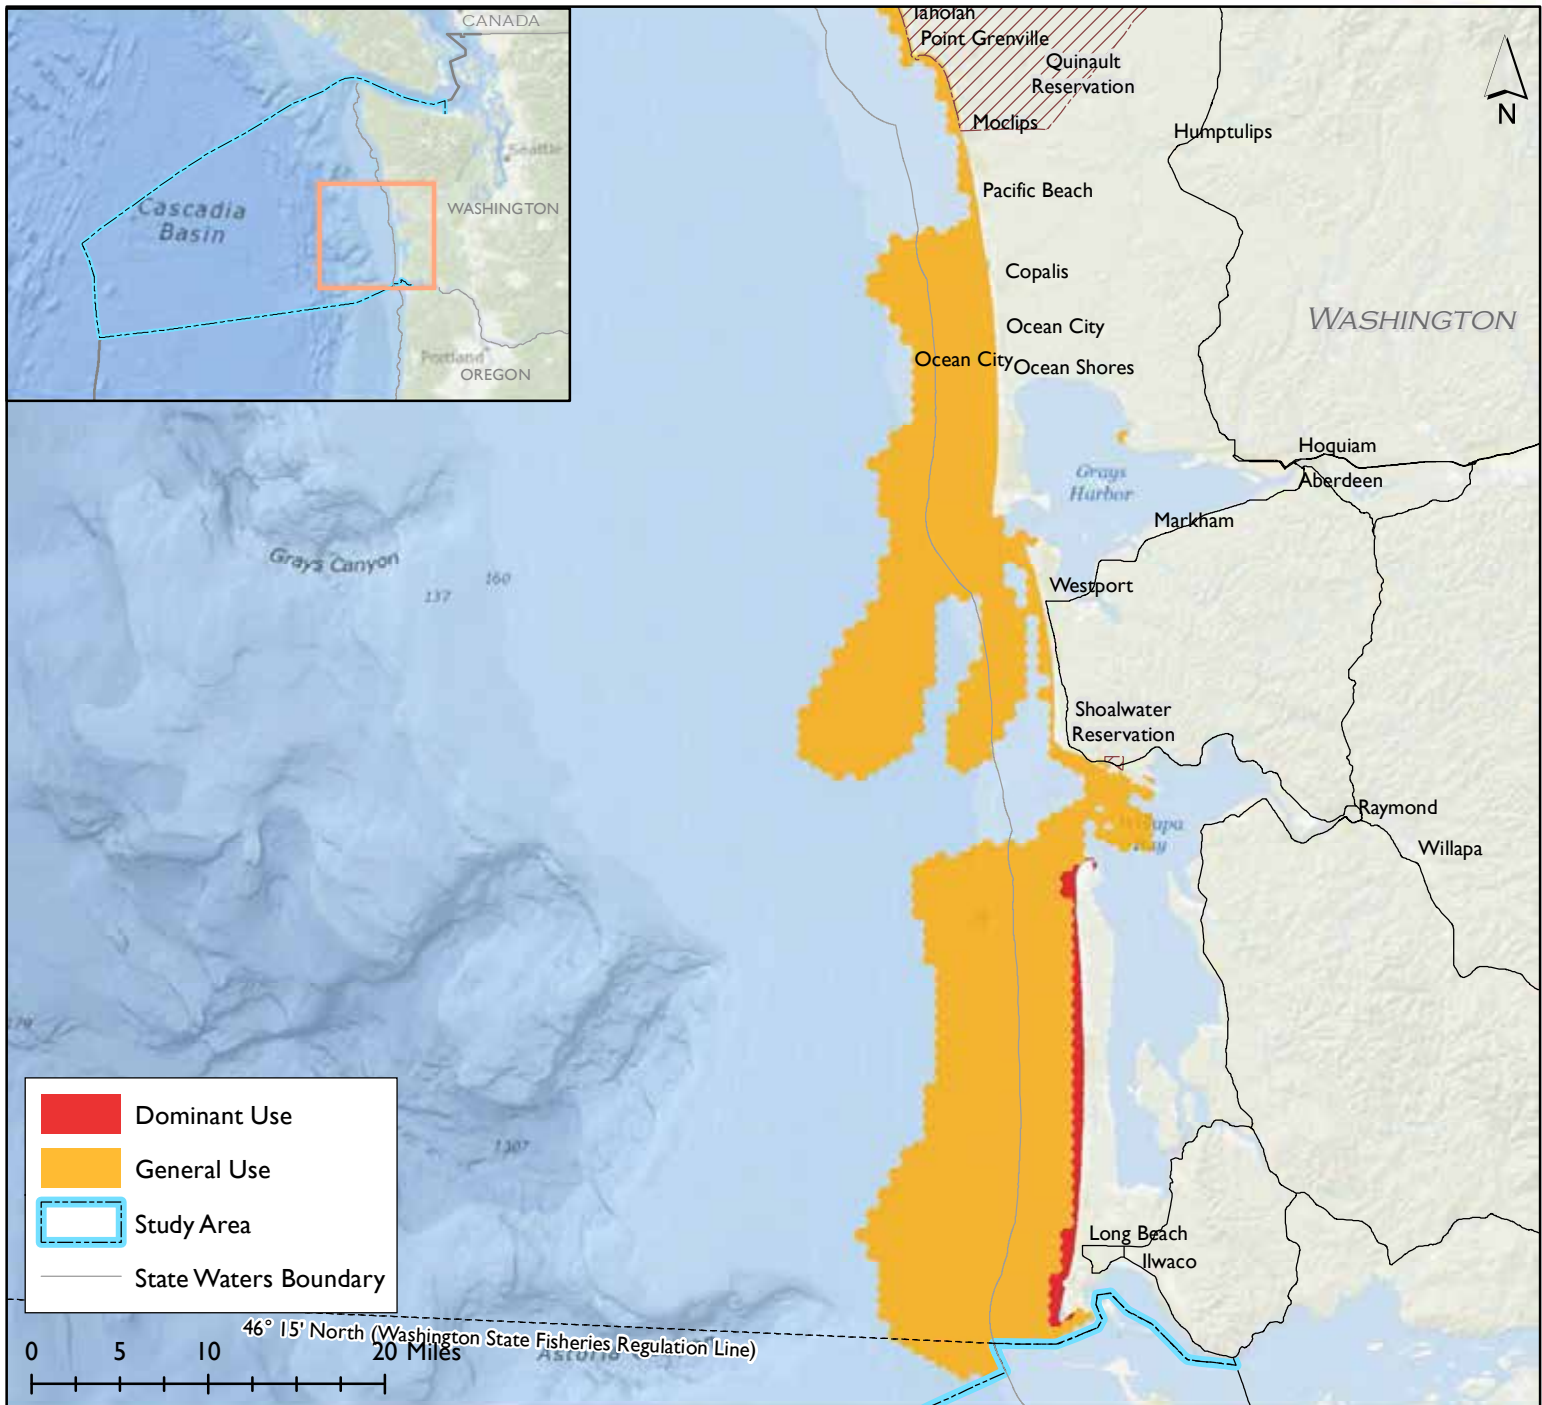 CANADA
Seattle
WASHINGTON
Cascadia
Basin
Portland
OREGON
Taholah
Point Grenville
Quinault
Reservation
Moclips
Humptulips
N
Pacific Beach
Copalis
WASHINGTON
Ocean City
Ocean City
Ocean Shores
Hoquiam
Grays
Harbor
Aberdeen
Markham
Grays Canyon
160
137
Westport
Shoalwater
Reservation
Raymond
Willapa
Bay
Willapa
179
1307
Dominant Use
General Use
Study Area
State Waters Boundary
Long Beach
Ilwaco
46° 15' North (Washington State Fisheries Regulation Line)
0 5 10 20 Miles
Astoria